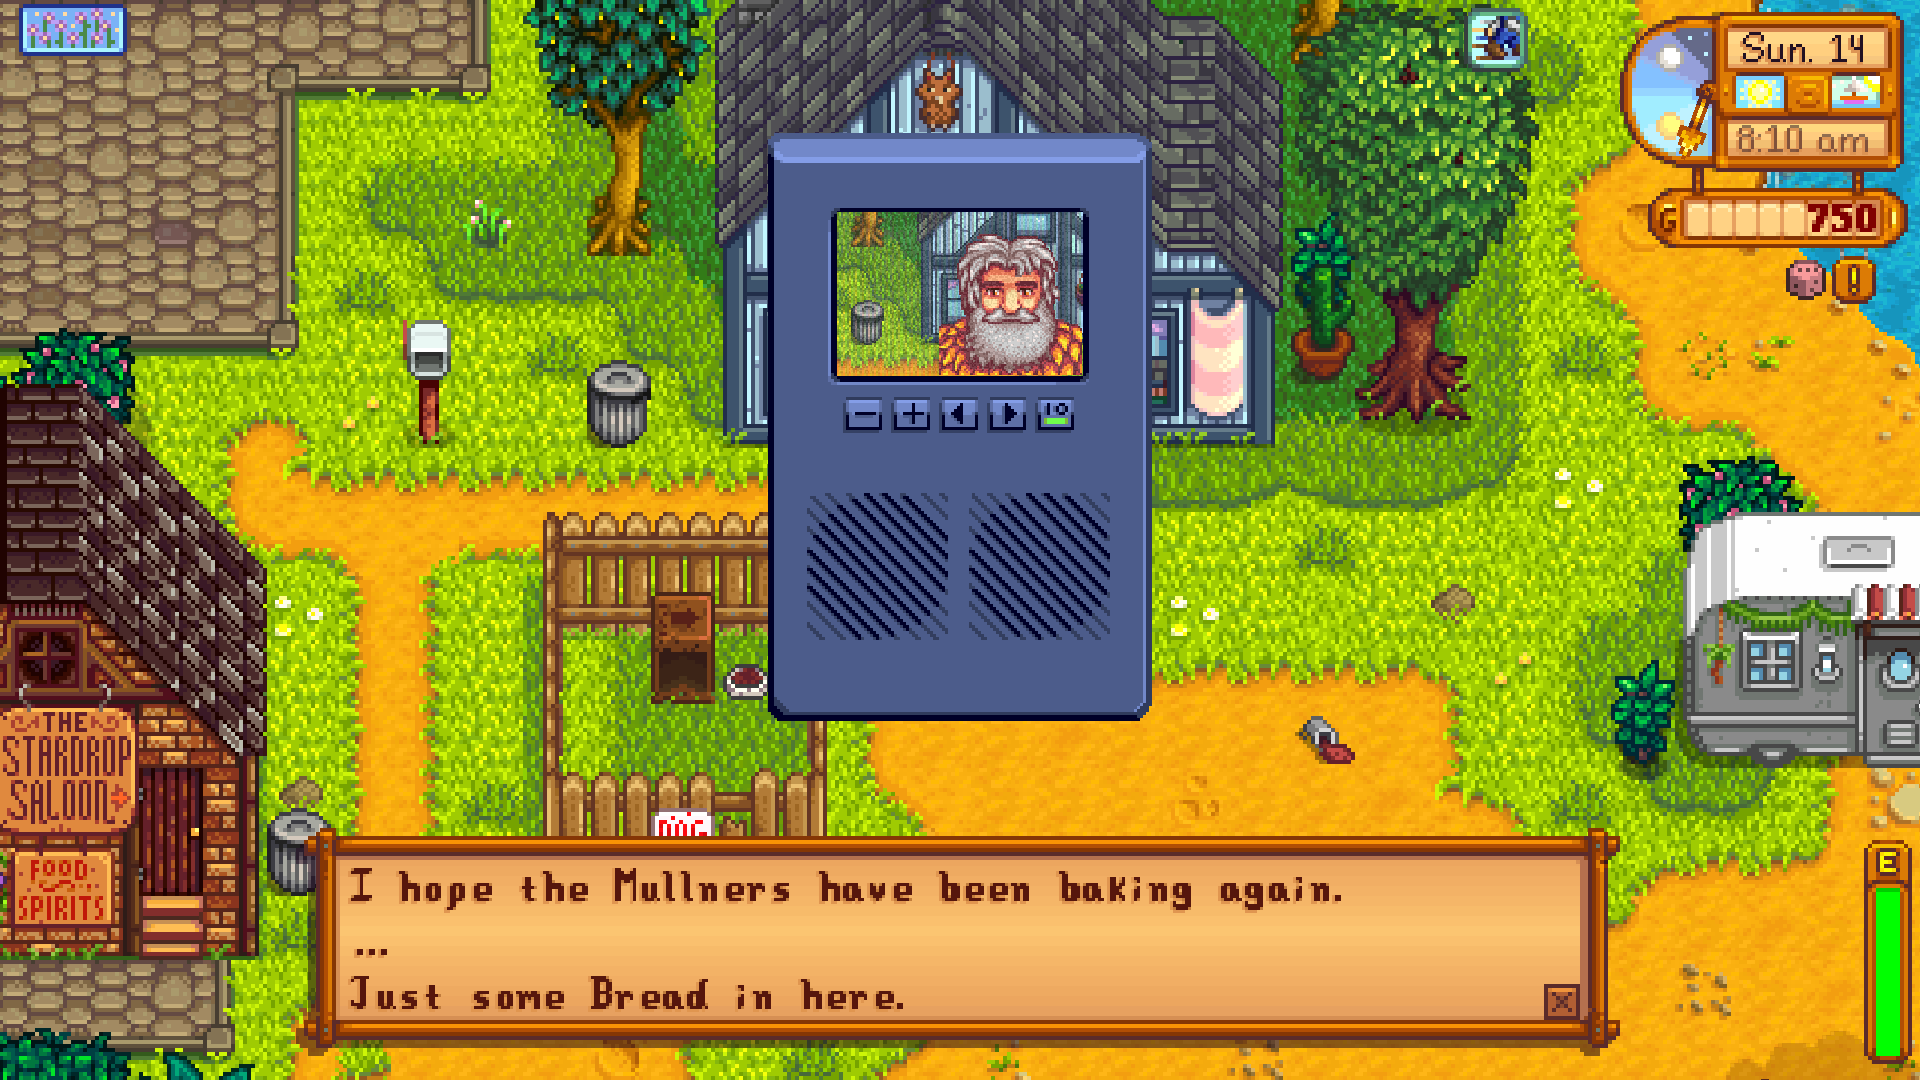 Sun. 14
8:10 am
750
THE
STARDROP
SALOON
FOOD
SPIRITS
DOG
E
I hope the Mullners have been baking again.
...
Just some Bread in here.